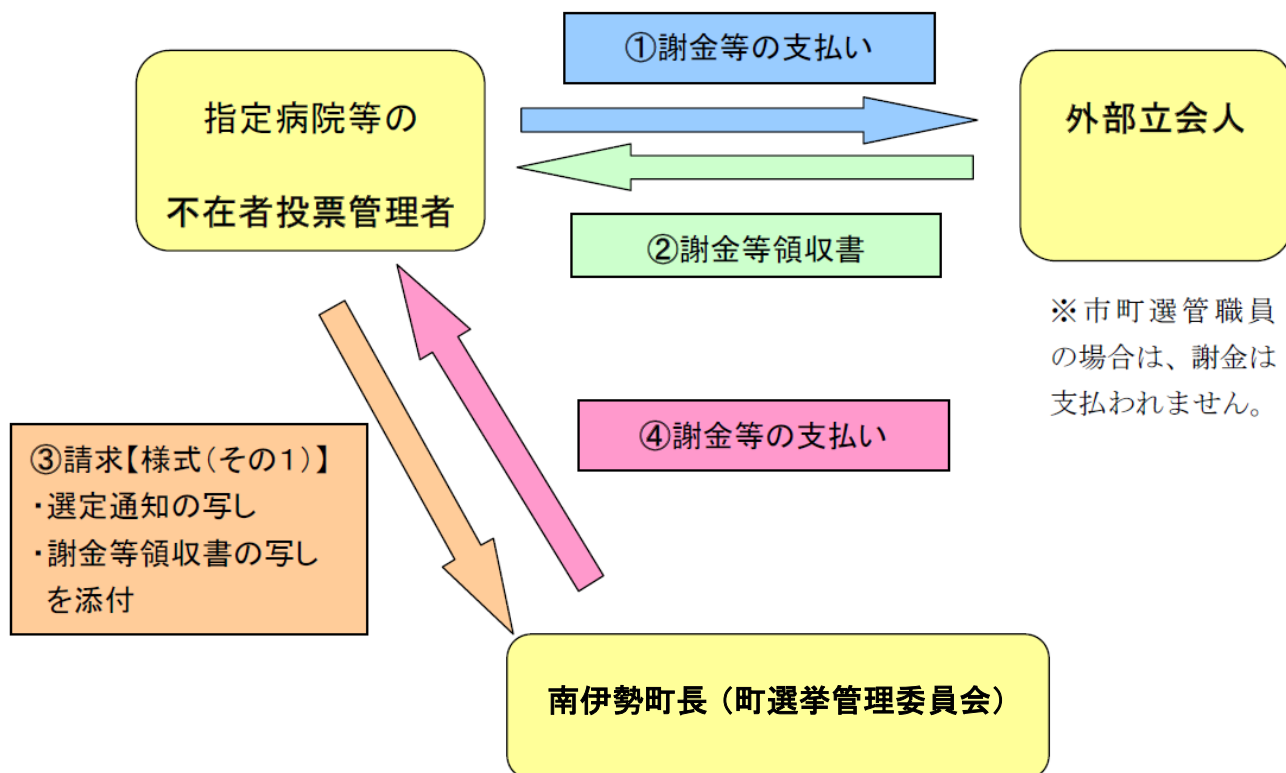 ①謝金等の支払い
指定病院等の
不在者投票管理者
外部立会人
②謝金等領収書
※市町選管職員
の場合は、謝金は
支払われません。
③請求【様式(その1)】
・選定通知の写し
・謝金等領収書の写し
を添付
④謝金等の支払い
南伊勢町長（町選挙管理委員会）